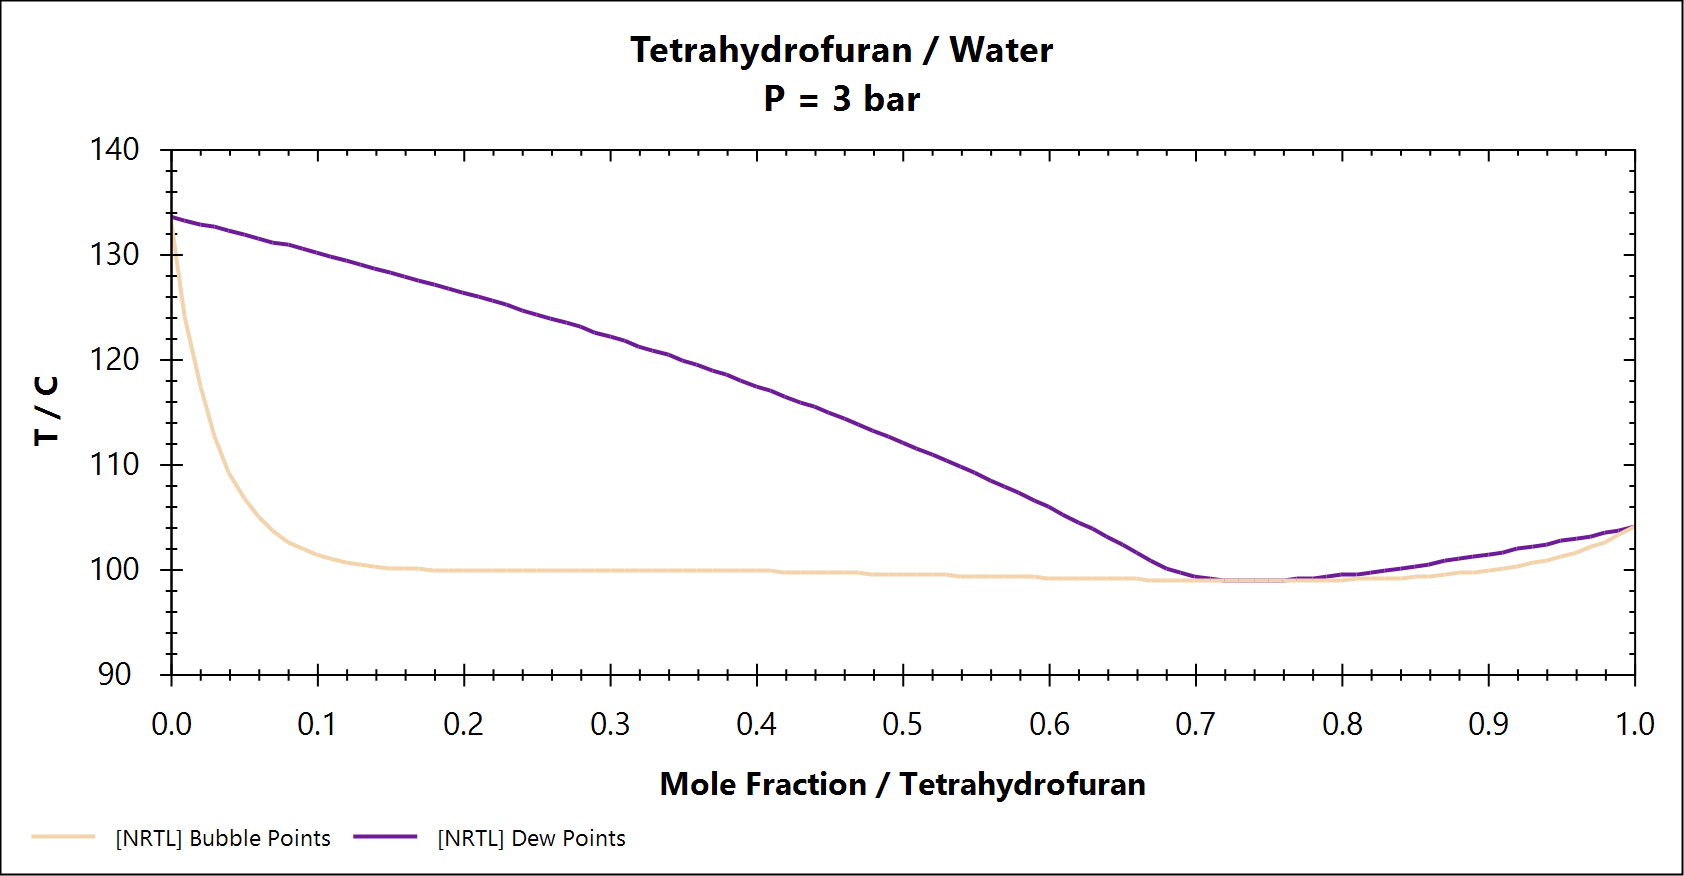 Tetrahydrofuran / Water
P = 3 bar
140
130
120
110
100
90
T / C
0.0 0.1 0.2 0.3 0.4 0.5 0.6 0.7 0.8 0.9 1.0
Mole Fraction / Tetrahydrofuran
[NRTL] Bubble Points [NRTL] Dew Points